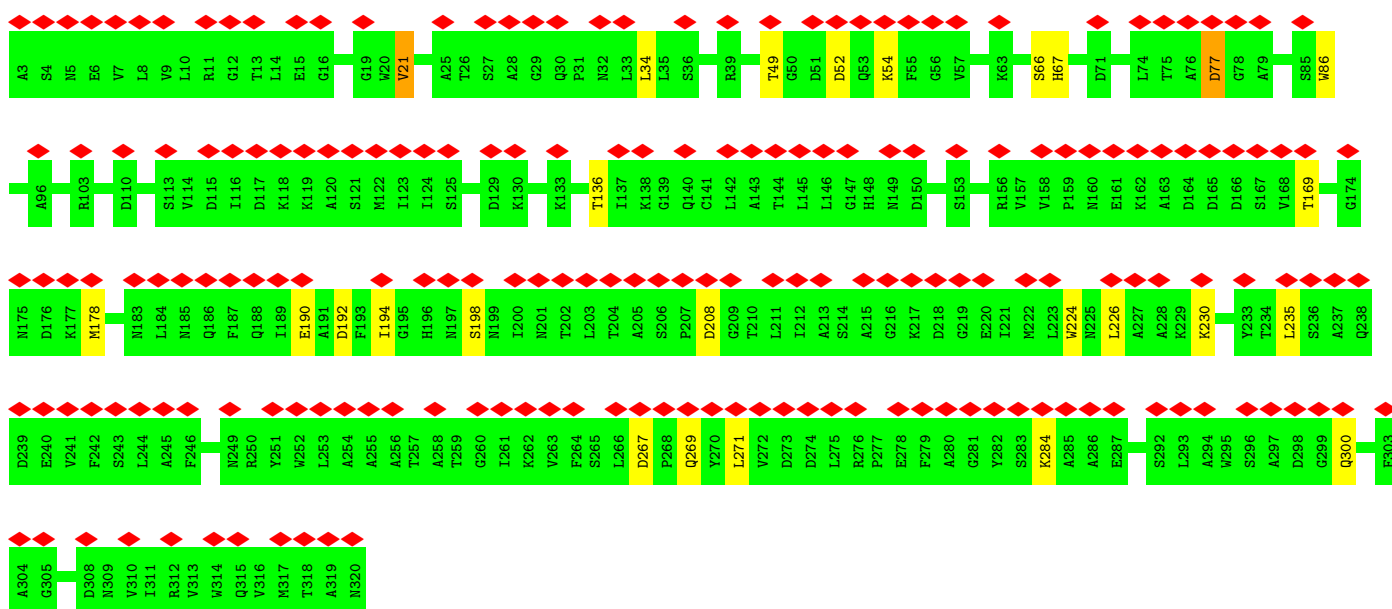 A3 S4 N5 E6 V7 L8 V9 L10 R11 G12 T13 L14 E15 G16 G19 W20 V21 A25 T26 S27 A28 G29 Q30 P31 N32 L33 L34 L35 S36 R39 T49 G50 D51 D52 Q53 K54 F55 G56 V57 K63 S66 H67 D71 L74 T75 A76 D77 G78 A79 S85 W86
A96 R103 D110 S113 V114 D115 I116 D117 K118 K119 A120 S121 M122 I123 I124 S125 D129 K130 K133 T136 I137 K138 G139 Q140 C141 L142 A143 T144 L145 L146 G147 H148 N149 D150 S153 R156 V157 V158 P159 N160 E161 K162 A163 D164 D165 D166 S167 V168 T169 G174
N175 D176 K177 M178 N183 L184 N185 Q186 F187 Q188 I189 E190 A191 D192 F193 I194 G195 H196 N197 S198 N199 I200 N201 T202 L203 T204 A205 S206 P207 D208 G209 T210 L211 I212 A213 S214 A215 G216 K217 D218 G219 E220 I221 M222 L223 W224 N225 L226 A227 A228 K229 K230 Y233 T234 L235 S236 A237 Q238
D239 E240 V241 F242 S243 L244 A245 F246 N249 R250 Y251 W252 L253 A254 A255 A256 T257 A258 T259 G260 I261 K262 V263 F264 S265 L266 D267 P268 Q269 Y270 L271 V272 D273 D274 L275 R276 P277 E278 F279 A280 G281 Y282 S283 K284 A285 A286 E287 S292 L293 A294 W295 S296 A297 D298 G299 Q300 F303
A304 G305 D308 N309 V310 I311 R312 V313 W314 Q315 V316 M317 T318 A319 N320